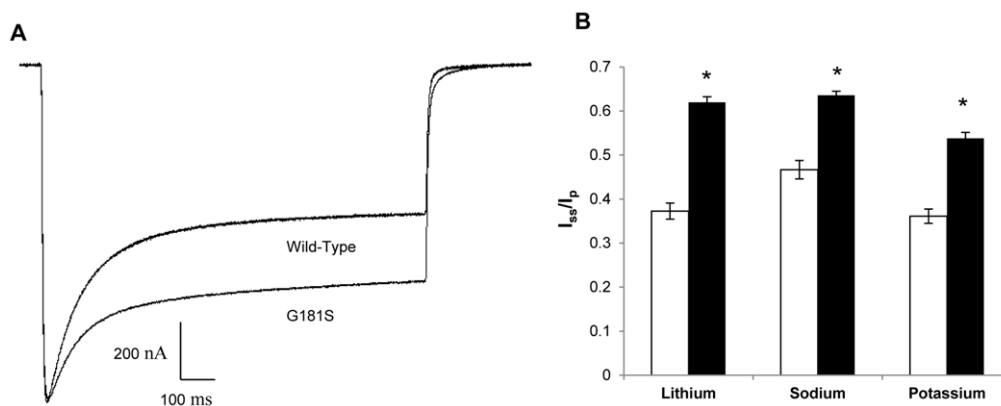 A
Wild-Type
G181S
200 nA
100 ms
B
0.7
0.6
0.5
0.4
0.3
0.2
0.1
0
Iss/Ip
* * *
Lithium Sodium Potassium